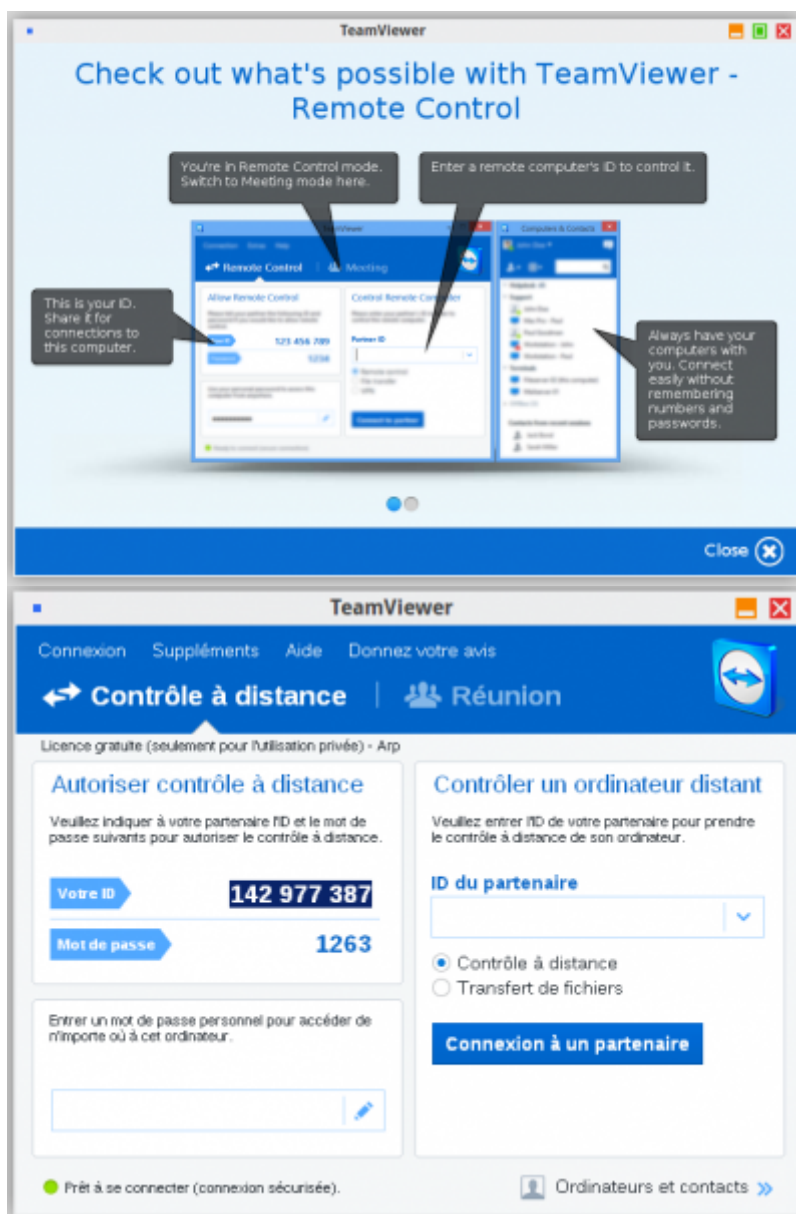 TeamViewer
Check out what's possible with TeamViewer -
Remote Control
You're in Remote Control mode.
Switch to Meeting mode here.
Enter a remote computer's ID to control it.
This is your ID.
Share it for
connections to
this computer.
Always have your
computers with
you. Connect
easily without
remembering
numbers and
passwords.
Remote Control
Meeting
Computers & Contacts
Allow Remote Control
Control Remote
Partner ID
123 456 789
1234
Connect to partner
Close
TeamViewer
Connexion Suppléments Aide Donnez votre avis
Contrôle à distance Réunion
Licence gratuite (seulement pour l'utilisation privée) - Arp
Autoriser contrôle à distance
Veuillez indiquer à votre partenaire l'ID et le mot de
passe suivants pour autoriser le contrôle à distance.
Votre ID 142 977 387
Mot de passe 1263
Entrer un mot de passe personnel pour accéder de
n'importe où à cet ordinateur.
Contrôler un ordinateur distant
Veuillez entrer l'ID de votre partenaire pour prendre
le contrôle à distance de son ordinateur.
ID du partenaire
Contrôle à distance
Transfert de fichiers
Connexion à un partenaire
Prêt à se connecter (connexion sécurisée).
Ordinateurs et contacts